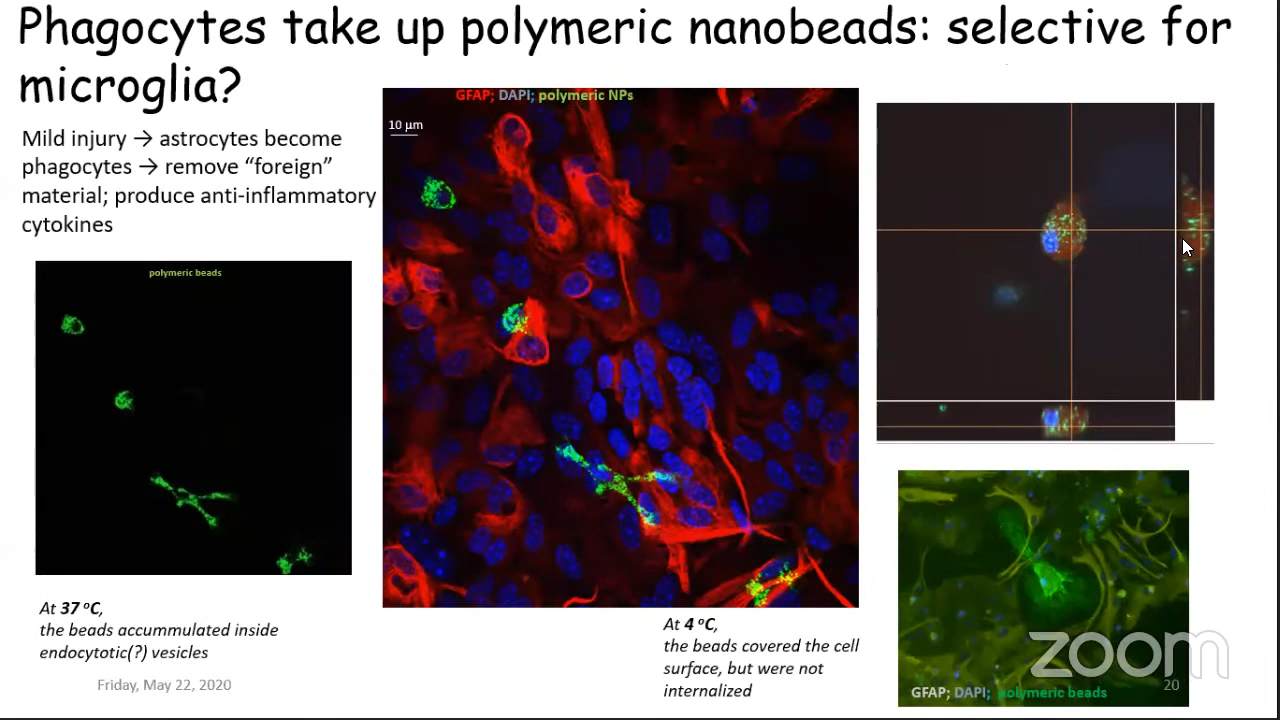 Phagocytes take up polymeric nanobeads: selective for
microglia?
Mild injury → astrocytes become
phagocytes → remove “foreign”
material; produce anti-inflammatory
cytokines
polymeric beads
At 37 ºC,
the beads accummulated inside
endocytotic(?) vesicles
Friday, May 22, 2020
GFAP; DAPI; polymeric NPs
10 µm
At 4 ºC,
the beads covered the cell
surface, but were not
internalized
GFAP; DAPI; polymeric beads
zoom
20